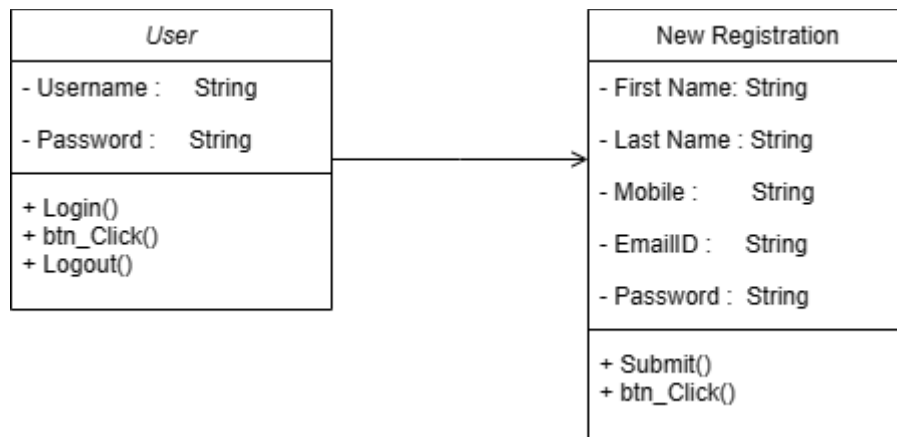 User
- Username : String
- Password : String
+ Login()
+ btn_Click()
+ Logout()
New Registration
- First Name: String
- Last Name : String
- Mobile : String
- EmailID : String
- Password : String
+ Submit()
+ btn_Click()